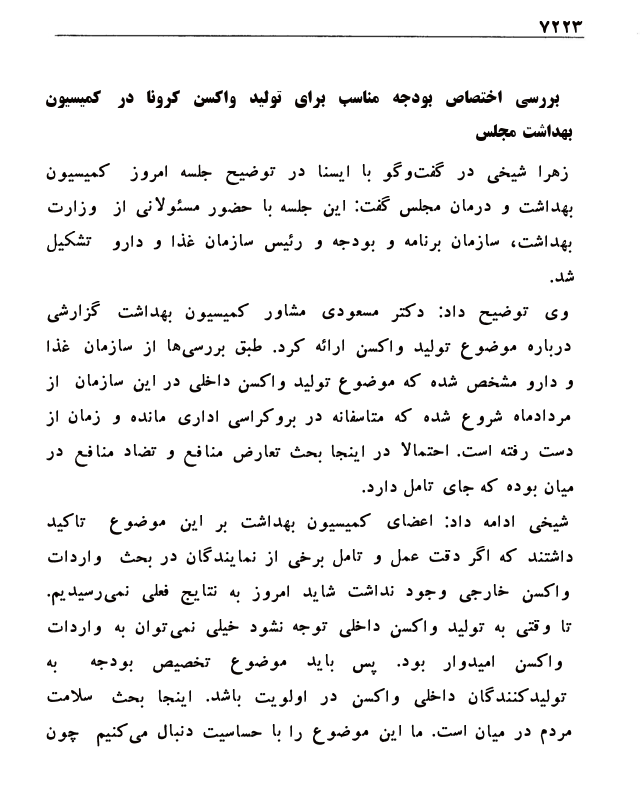 ۷۲۲۳
بررسی اختصاص بودجه مناسب برای تولید واکسن کرونا در کمیسیون
بهداشت مجلس
زهرا شیخی در گفت‌وگو با ایسنا در توضیح جلسه امروز کمیسیون
بهداشت و درمان مجلس گفت: این جلسه با حضور مسئولانی از وزارت
بهداشت، سازمان برنامه و بودجه و رئیس سازمان غذا و دارو تشکیل
شد.
وی توضیح داد: دکتر مسعودی مشاور کمیسیون بهداشت گزارشی
درباره موضوع تولید واکسن ارائه کرد. طبق بررسی‌ها از سازمان غذا
و دارو مشخص شده که موضوع تولید واکسن داخلی در این سازمان از
مردادماه شروع شده که متاسفانه در بروکراسی اداری مانده و زمان از
دست رفته است. احتمالا در اینجا بحث تعارض منافع و تضاد منافع در
میان بوده که جای تامل دارد.
شیخی ادامه داد: اعضای کمیسیون بهداشت بر این موضوع تاکید
داشتند که اگر دقت عمل و تامل برخی از نمایندگان در بحث واردات
واکسن خارجی وجود نداشت شاید امروز به نتایج فعلی نمی‌رسیدیم.
تا وقتی به تولید واکسن داخلی توجه نشود خیلی نمی‌توان به واردات
واکسن امیدوار بود. پس باید موضوع تخصیص بودجه به
تولیدکنندگان داخلی واکسن در اولویت باشد. اینجا بحث سلامت
مردم در میان است. ما این موضوع را با حساسیت دنبال می‌کنیم چون